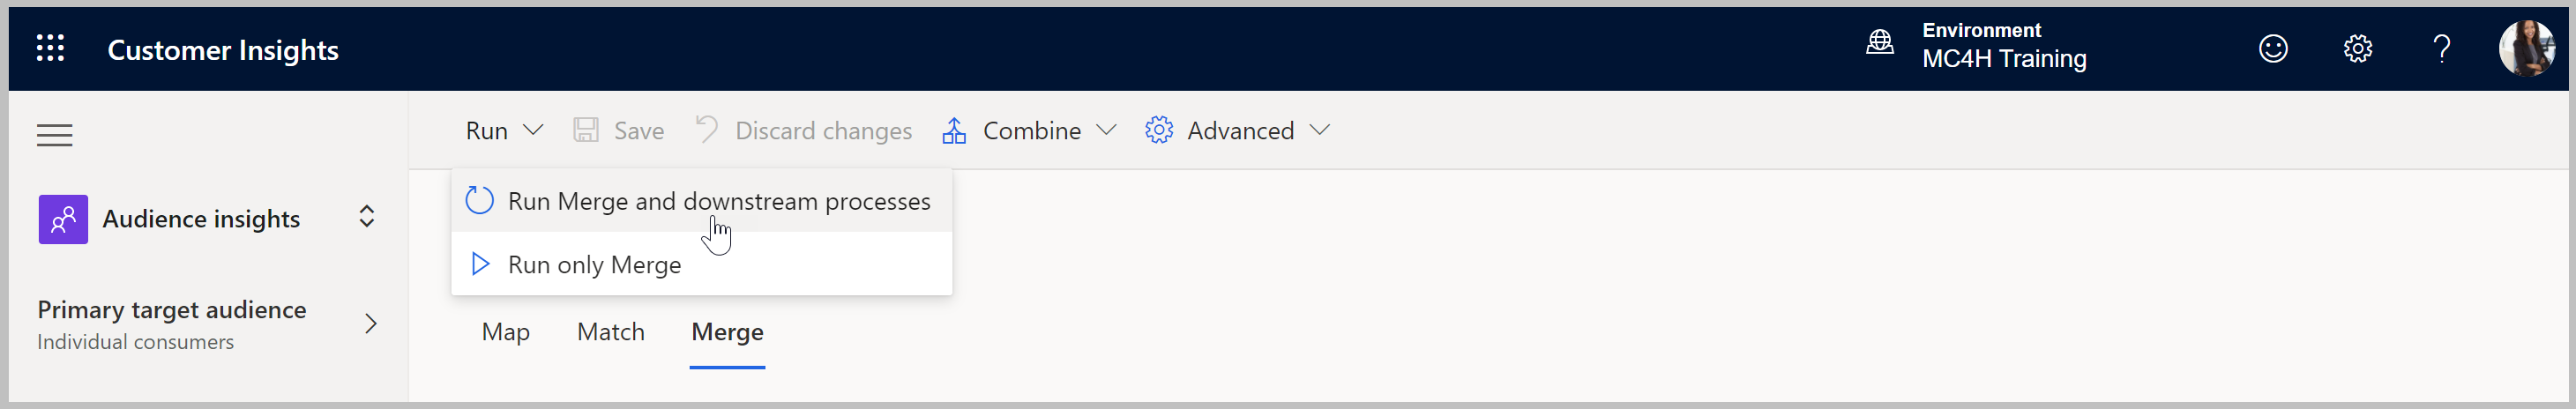 Customer Insights
Environment
MC4H Training
Run
Save
Discard changes
Combine
Advanced
Audience insights
Run Merge and downstream processes
Run only Merge
Primary target audience
Individual consumers
Map
Match
Merge